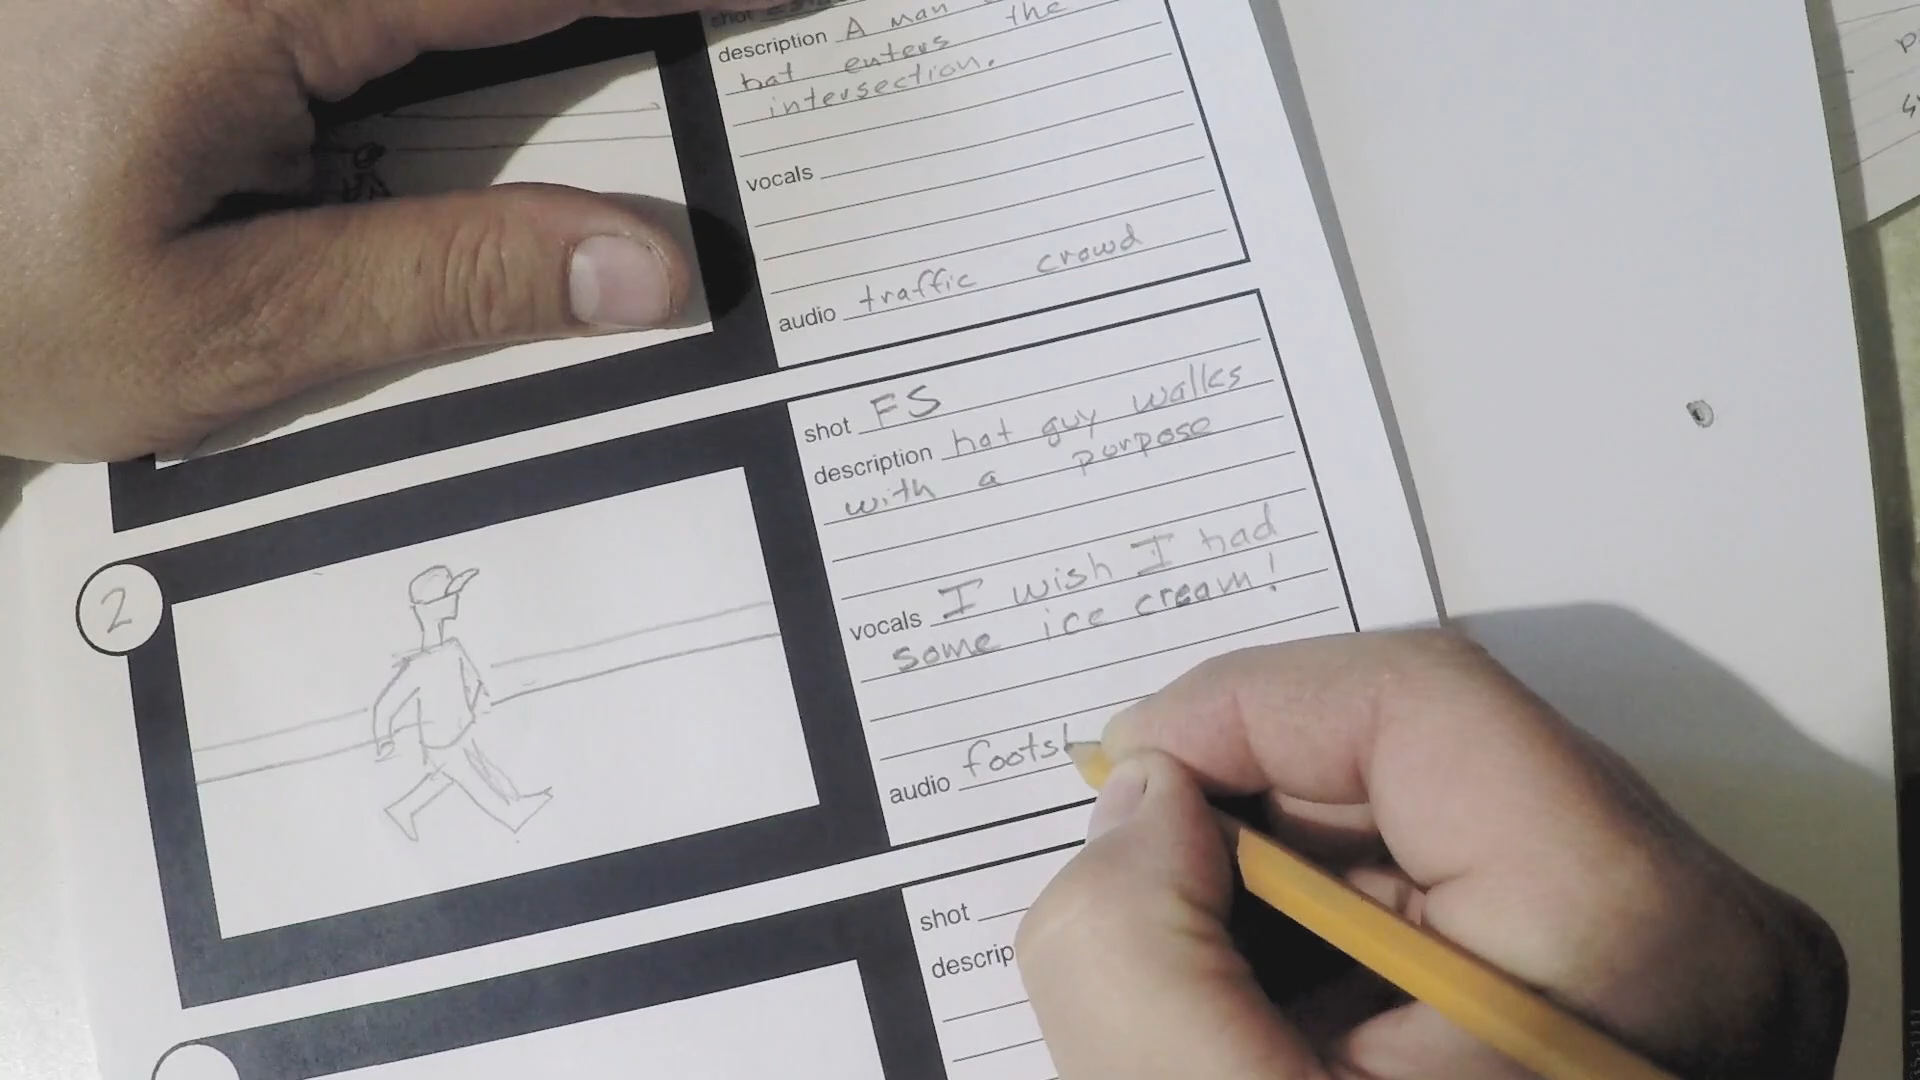 shot
description A man
hat enters the
intersection.
vocals
audio traffic crowd
2
shot FS
description hat guy walks
with a purpose
vocals I wish I had
some ice cream!
audio foots
shot
descrip